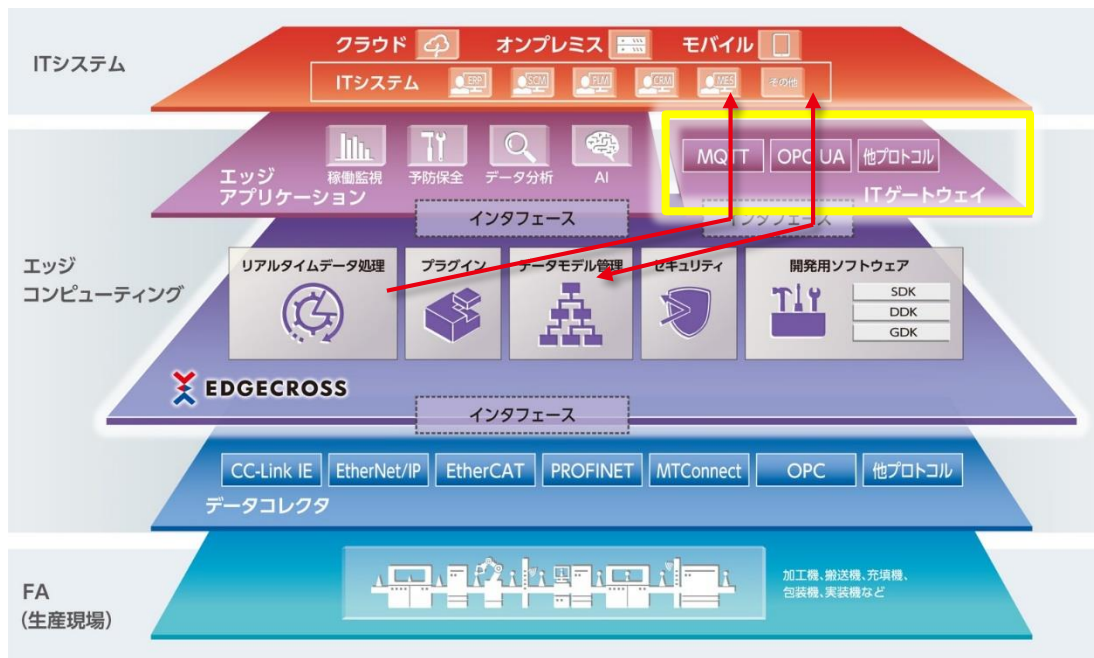 クラウド
オンプレミス
モバイル
ITシステム
ITシステム
ERP
SCM
PLM
CRM
MES
その他
エッジ
アプリケーション
稼働監視
予防保全
データ分析
AI
MQTT
OPC UA
他プロトコル
ITゲートウェイ
インタフェース
インタフェース
エッジ
コンピューティング
リアルタイムデータ処理
プラグイン
データモデル管理
セキュリティ
開発用ソフトウェア
SDK
DDK
GDK
EDGECROSS
インタフェース
CC-Link IE
EtherNet/IP
EtherCAT
PROFINET
MTConnect
OPC
他プロトコル
データコレクタ
FA
(生産現場)
加工機、搬送機、充填機、
包装機、実装機など